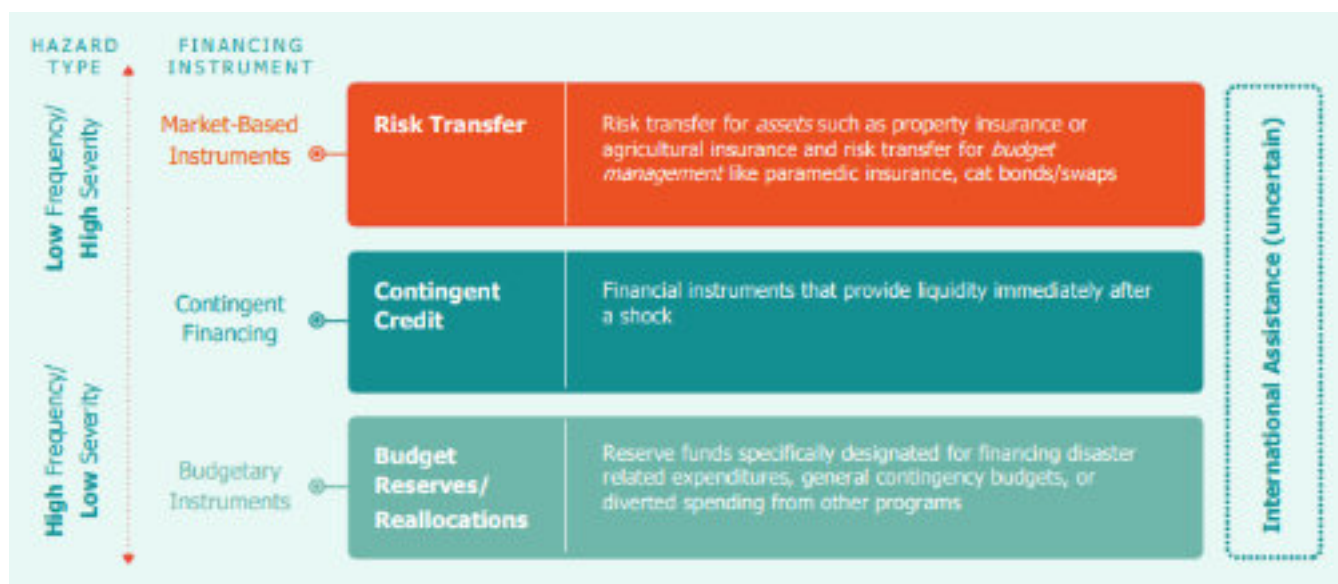 HAZARD
TYPE
FINANCING
INSTRUMENT
Low Frequency/
High Severity
High Frequency/
Low Severity
Market-Based
Instruments
Risk Transfer
Risk transfer for assets such as property insurance or
agricultural insurance and risk transfer for budget
management like paramedic insurance, cat bonds/swaps
Contingent
Financing
Contingent
Credit
Financial instruments that provide liquidity immediately after
a shock
Budgetary
Instruments
Budget
Reserves/
Reallocations
Reserve funds specifically designated for financing disaster
related expenditures, general contingency budgets, or
diverted spending from other programs
International Assistance (uncertain)